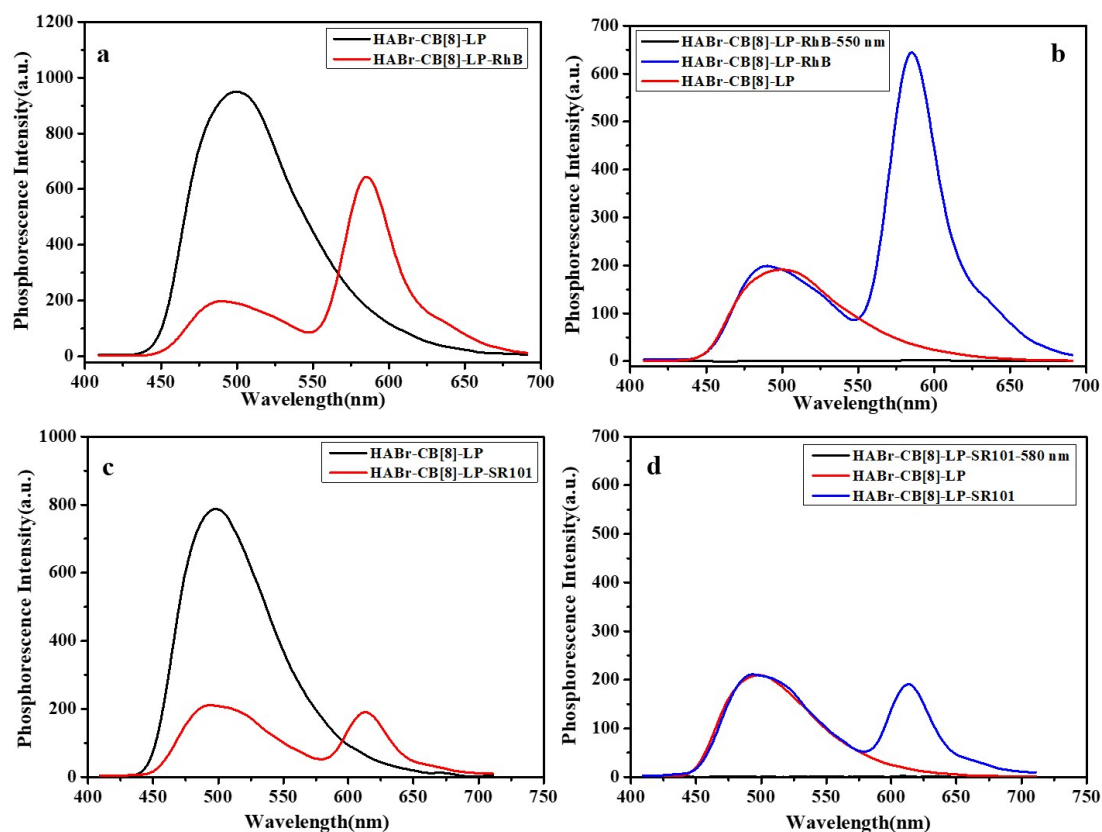 a
HABr-CB[8]-LP
HABr-CB[8]-LP-RhB
Phosphorescence Intensity(a.u.)
1200
1000
800
600
400
200
0
400 450 500 550 600 650 700
Wavelength(nm)
b
HABr-CB[8]-LP-RhB-550 nm
HABr-CB[8]-LP-RhB
HABr-CB[8]-LP
Phosphorescence Intensity(a.u.)
700
600
500
400
300
200
100
0
400 450 500 550 600 650 700
Wavelength(nm)
c
HABr-CB[8]-LP
HABr-CB[8]-LP-SR101
Phosphorescence Intensity(a.u.)
1000
800
600
400
200
0
400 450 500 550 600 650 700 750
Wavelength(nm)
d
HABr-CB[8]-LP-SR101-580 nm
HABr-CB[8]-LP
HABr-CB[8]-LP-SR101
Phosphorescence Intensity(a.u.)
700
600
500
400
300
200
100
0
400 450 500 550 600 650 700 750
Wavelength(nm)